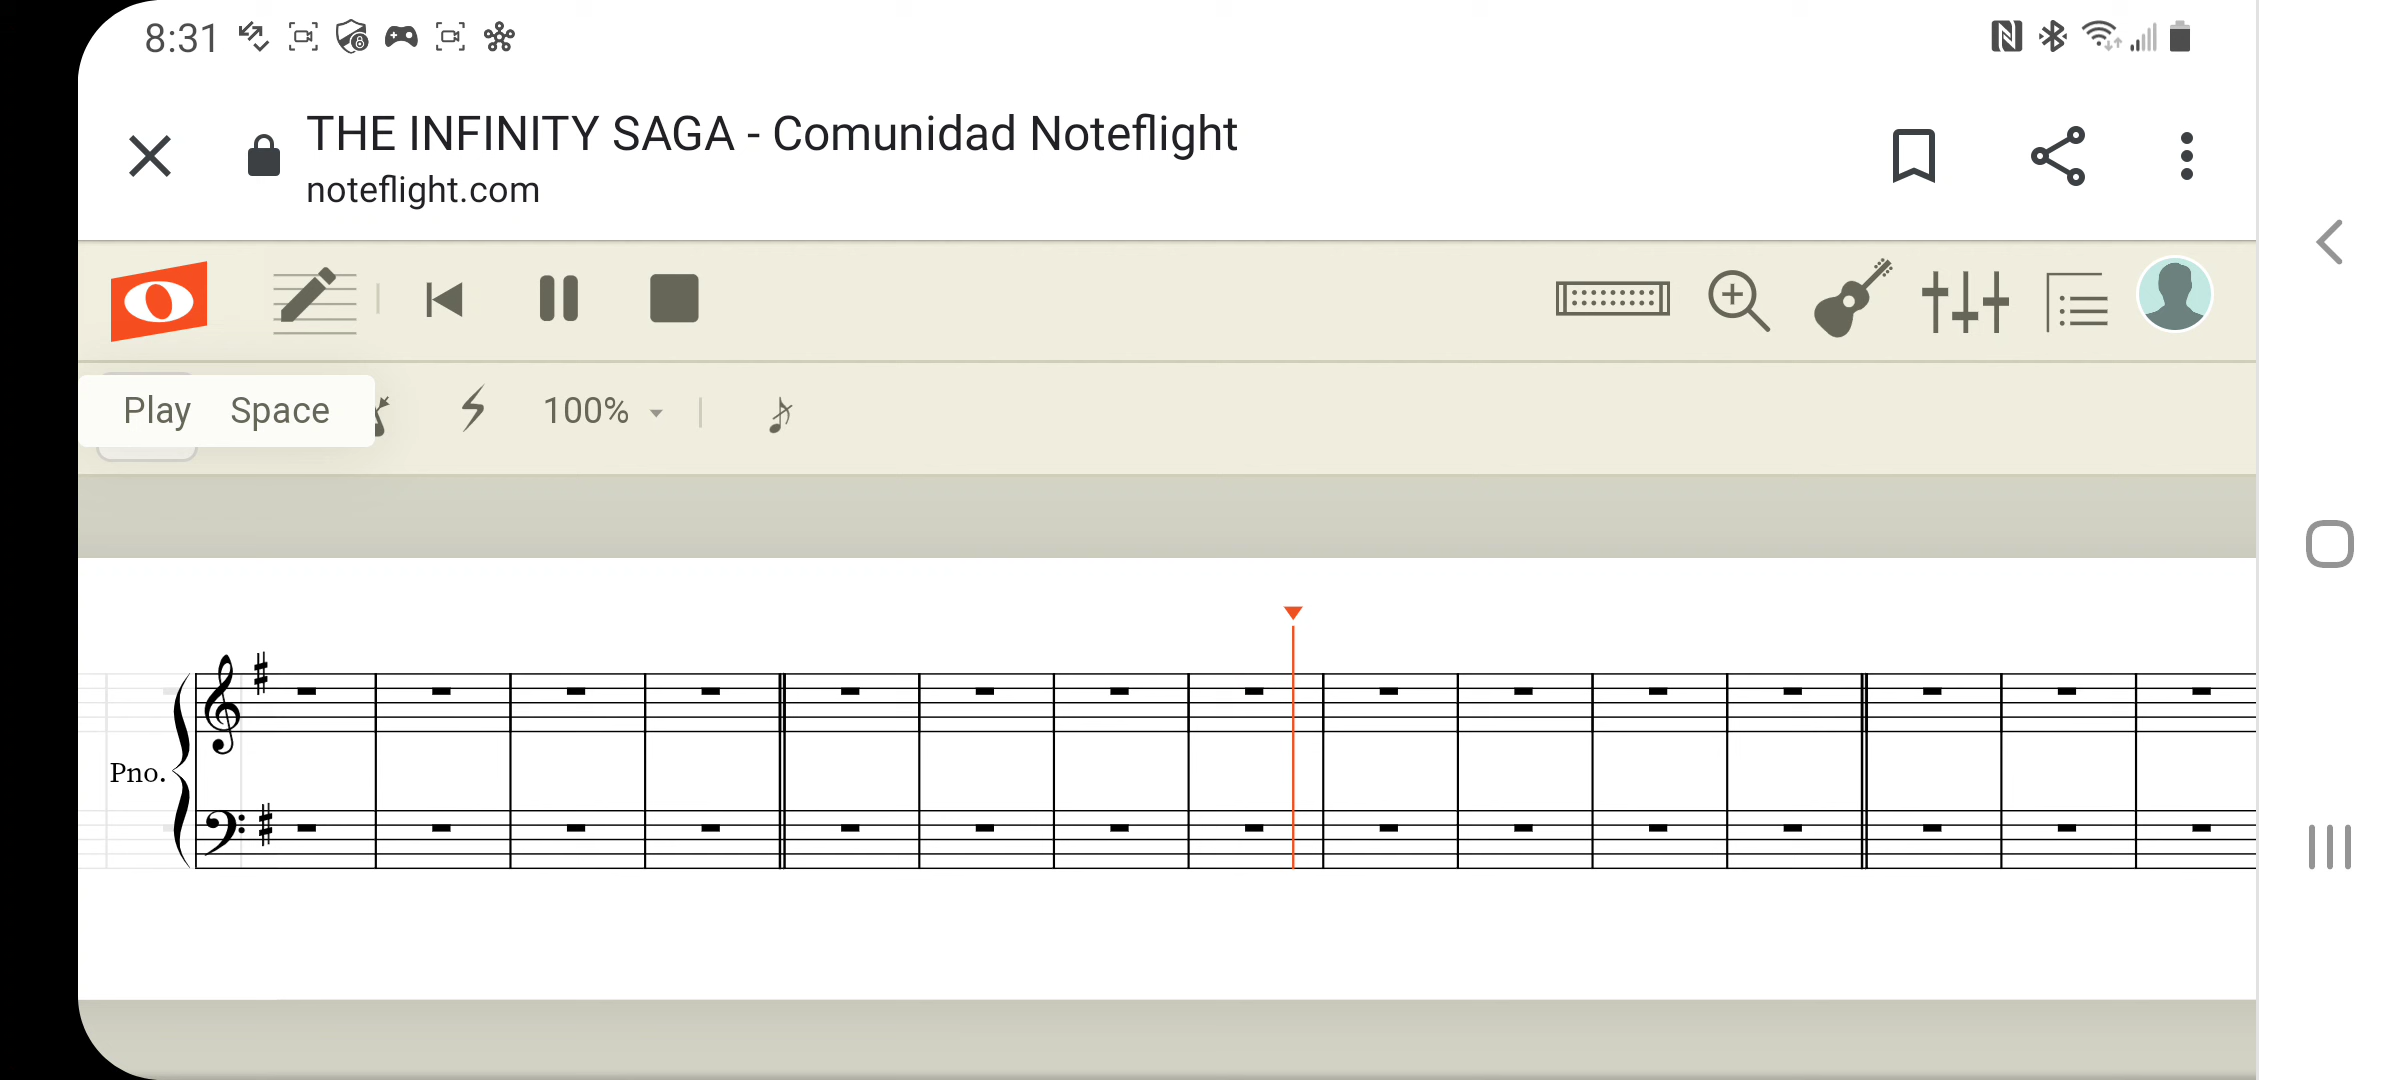 8:31
THE INFINITY SAGA - Comunidad Noteflight
noteflight.com
Play Space 100%
Pno.